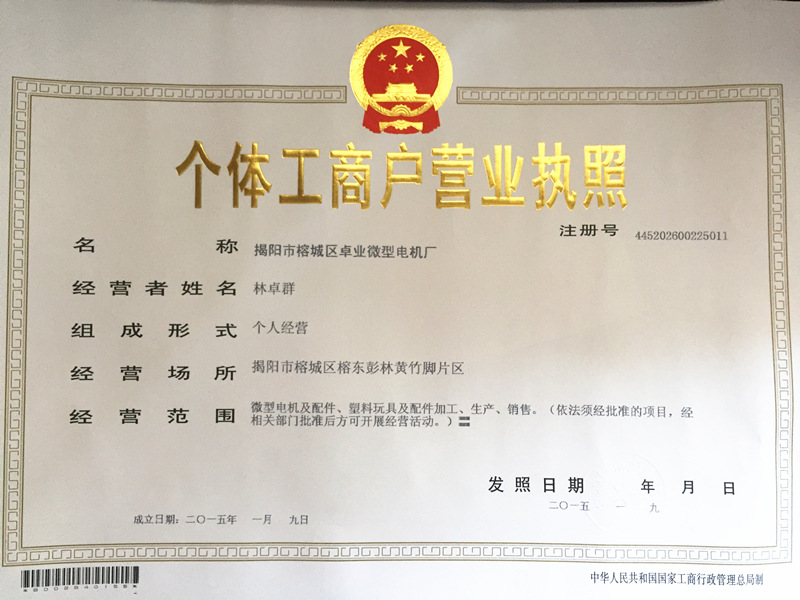 个体工商户营业执照
注册号 445202600225011
名称 揭阳市榕城区卓业微型电机厂
经营者姓名 林卓群
组成形式 个人经营
经营场所 揭阳市榕城区榕东彭林黄竹脚片区
经营范围 微型电机及配件、塑料玩具及配件加工、生产、销售。（依法须经批准的项目，经
相关部门批准后方可开展经营活动。）
发照日期 年 月 日
二〇一五 一 九
成立日期：二〇一五年 一月 九日
中华人民共和国国家工商行政管理总局制